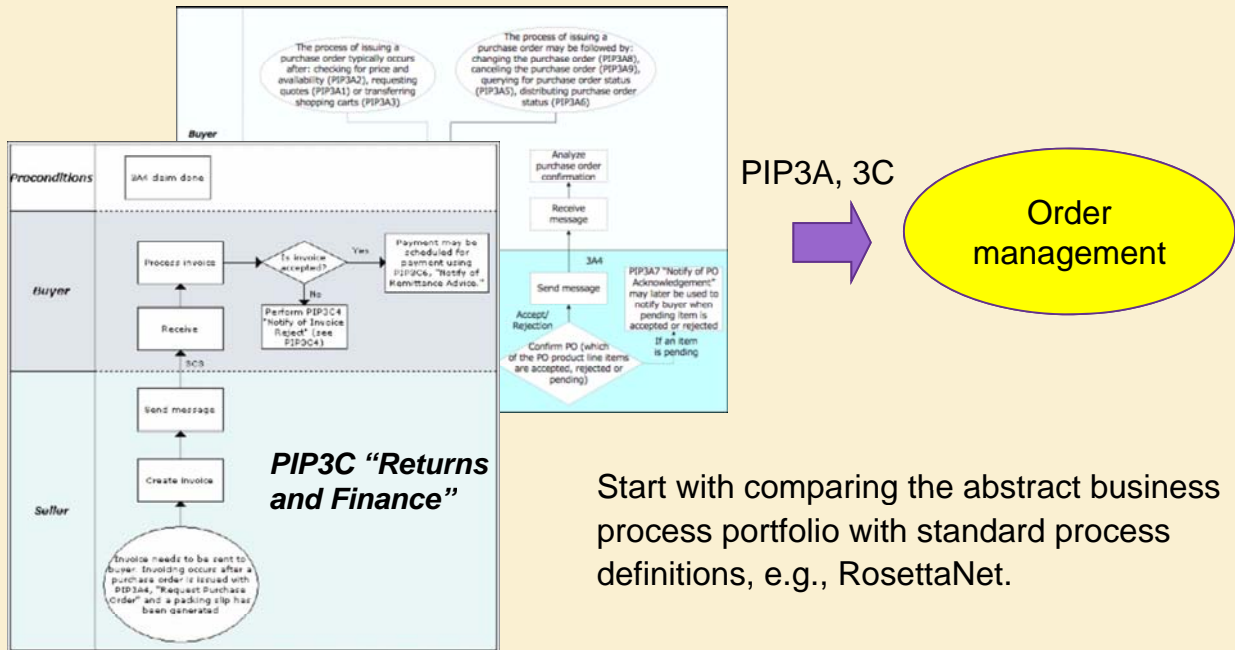 The process of issuing a
purchase order typically occurs
after: checking for price and
availability (PIP3A2), requesting
quotes (PIP3A1) or transferring
shopping carts (PIP3A3)
The process of issuing a
purchase order may be followed by:
changing the purchase order (PIP3A8),
canceling the purchase order (PIP3A9),
querying for purchase order status
(PIP3A5), distributing purchase order
status (PIP3A6)
Buyer
Analyze
purchase order
confirmation
Receive
message
3A4
Send message
PIP3A7 "Notify of PO
Acknowledgement"
may later be used to
notify buyer when
pending item is
accepted or rejected
Accept/
Rejection
If an item
is pending
Confirm PO (which
of the PO product line items
are accepted, rejected or
pending)
Proconditions
3A4 claim done
Buyer
Process invoice
Is invoice
accepted?
Yes
Payment may be
scheduled for
payment using
PIP3C6, "Notify of
Remittance Advice."
No
Perform PIP3C4
"Notify of Invoice
Reject" (see
PIP3C4)
Receive
3C3
Send message
Create invoice
Seller
Invoice needs to be sent to
buyer. Invoicing occurs after a
purchase order is issued with
PIP3A4, "Request Purchase
Order" and a packing slip has
been generated
PIP3C “Returns
and Finance”
PIP3A, 3C
Order
management
Start with comparing the abstract business
process portfolio with standard process
definitions, e.g., RosettaNet.